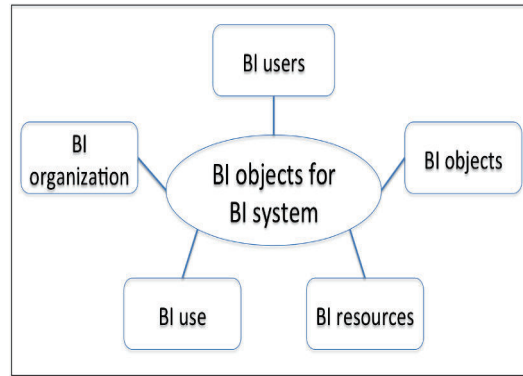 BI users
BI
organization
BI objects
BI objects for
BI system
BI use
BI resources